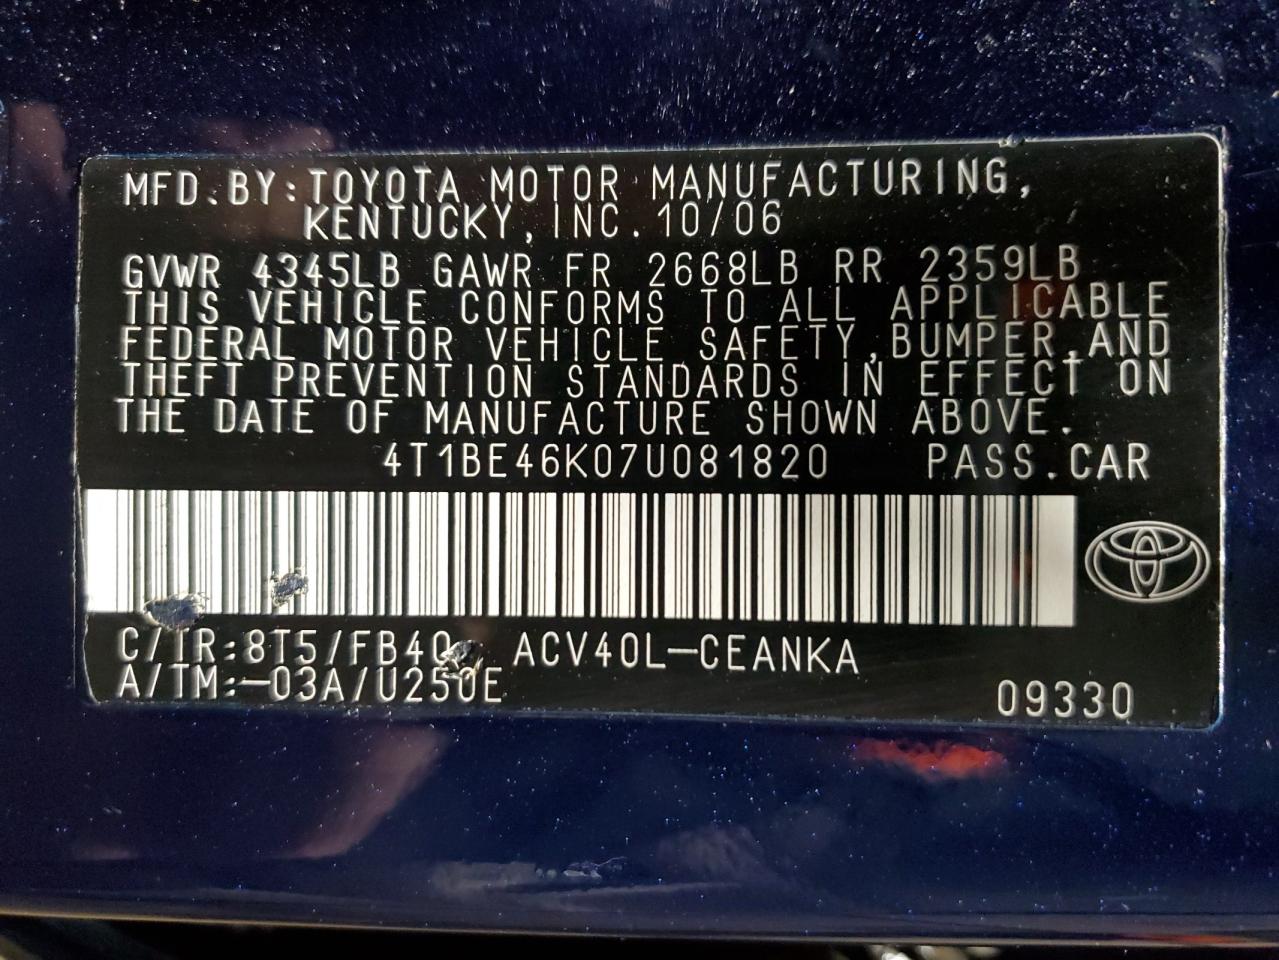 MFD.BY:TOYOTA MOTOR MANUFACTURING,
KENTUCKY, INC. 10/06
GVWR 4345LB GAWR FR 2668LB RR 2359LB
THIS VEHICLE CONFORMS TO ALL APPLICABLE
FEDERAL MOTOR VEHICLE SAFETY, BUMPER, AND
THEFT PREVENTION STANDARDS IN EFFECT ON
THE DATE OF MANUFACTURE SHOWN ABOVE.
4T1BE46K07U081820 PASS.CAR
C/TR:8T5/FB40 ACV40L-CEANKA
A/TM:-03A/U250E
09330